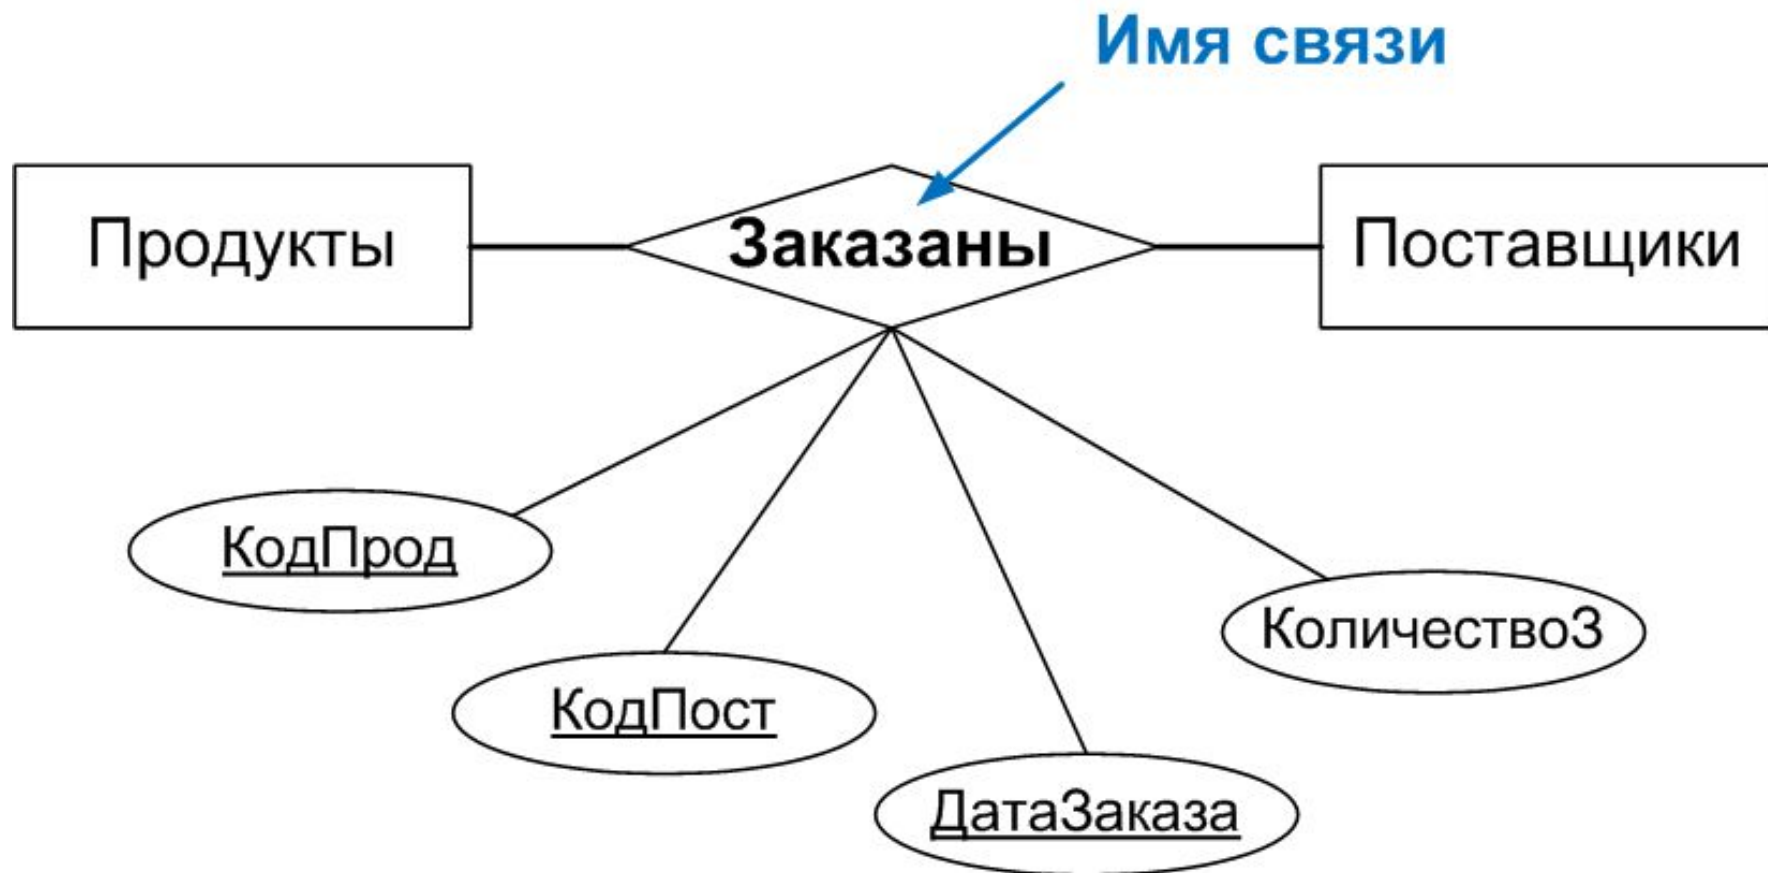 Имя связи
Продукты
Заказаны
Поставщики
КодПрод
КоличествоЗ
КодПост
ДатаЗаказа